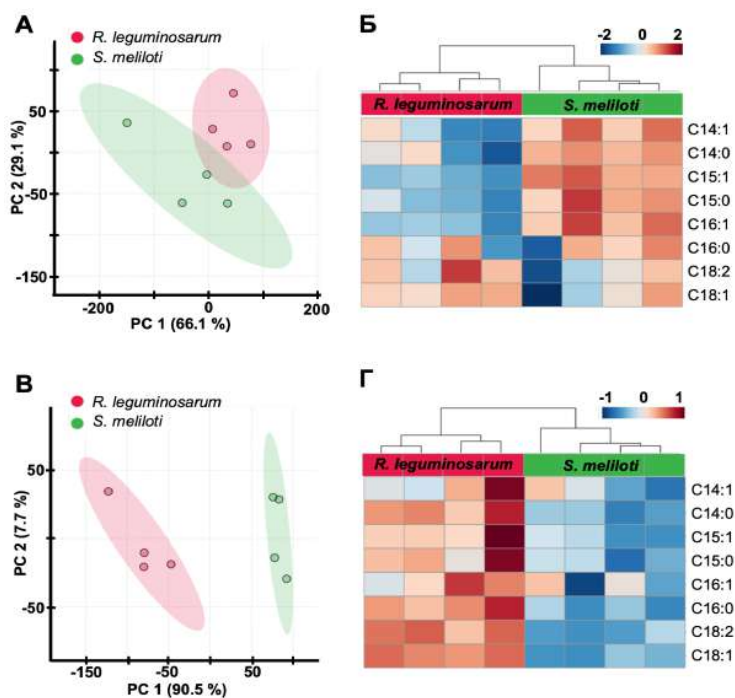 А
R. leguminosarum
S. meliloti
PC 2 (29.1 %)
50
-50
-150
-200
0
200
PC 1 (66.1 %)
Б
-2
0
2
R. leguminosarum
S. meliloti
C14:1
C14:0
C15:1
C15:0
C16:1
C16:0
C18:2
C18:1
В
R. leguminosarum
S. meliloti
PC 2 (7.7 %)
50
-50
-150
-50
50
PC 1 (90.5 %)
Г
-1
0
1
R. leguminosarum
S. meliloti
C14:1
C14:0
C15:1
C15:0
C16:1
C16:0
C18:2
C18:1